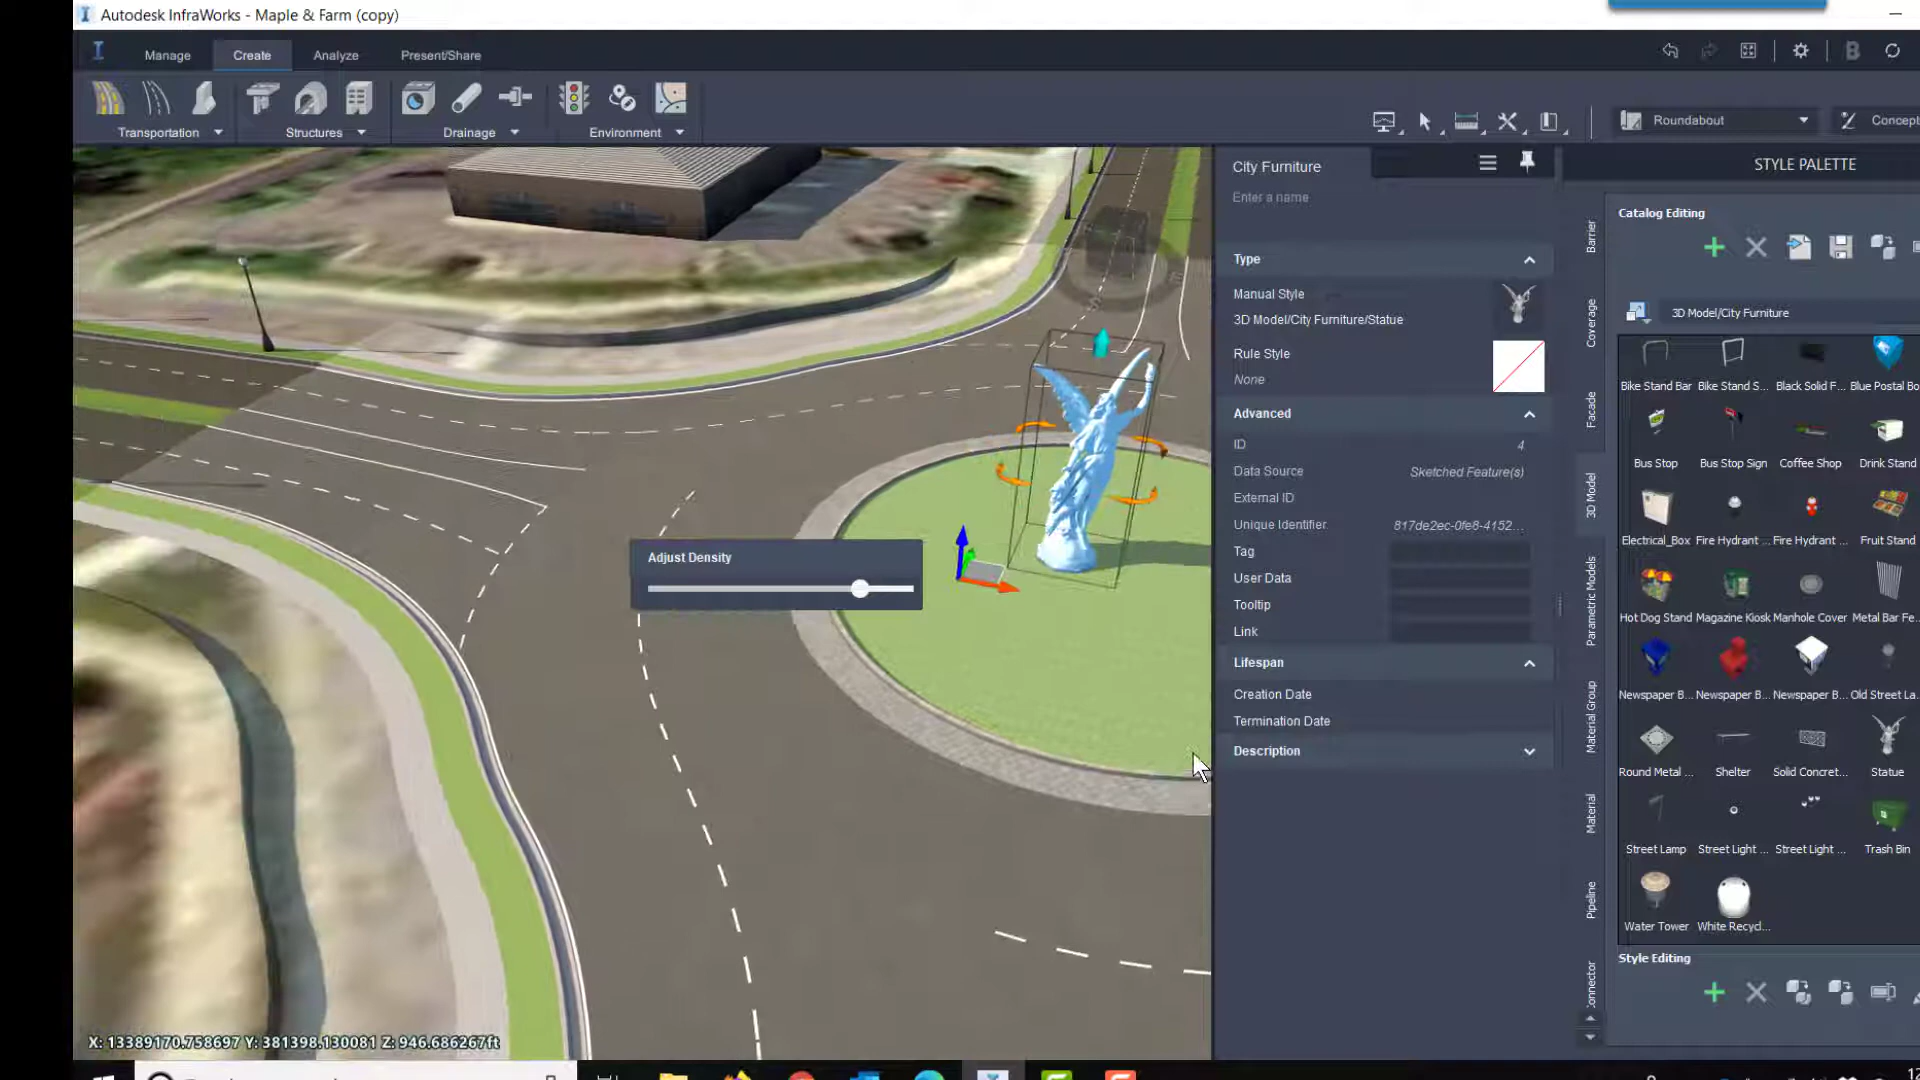 Autodesk InfraWorks - Maple & Farm (copy)
Manage Create Analyze Present/Share
Transportation Structures Drainage Environment
Roundabout Concep
City Furniture
Enter a name
Type
Manual Style
3D Model/City Furniture/Statue
Rule Style
None
Advanced
ID 4
Data Source Sketched Feature(s)
External ID
Unique Identifier 817de2ec-0fe8-4152...
Tag
User Data
Tooltip
Link
Lifespan
Creation Date
Termination Date
Description
Adjust Density
X: 13389170.758697 Y: 381398.130081 Z: 946.686267ft
Barrier
Coverage
Facade
3D Model
Parametric Models
Material Group
Material
Pipeline
onnector
STYLE PALETTE
Catalog Editing
3D Model/City Furniture
Bike Stand Bar Bike Stand S... Black Solid F... Blue Postal Bo
Bus Stop Bus Stop Sign Coffee Shop Drink Stand
Electrical_Box Fire Hydrant ... Fire Hydrant ... Fruit Stand
Hot Dog Stand Magazine Kiosk Manhole Cover Metal Bar Fe...
Newspaper B... Newspaper B... Newspaper B... Old Street La...
Round Metal ... Shelter Solid Concret... Statue
Street Lamp Street Light ... Street Light ... Trash Bin
Water Tower White Recycl...
Style Editing